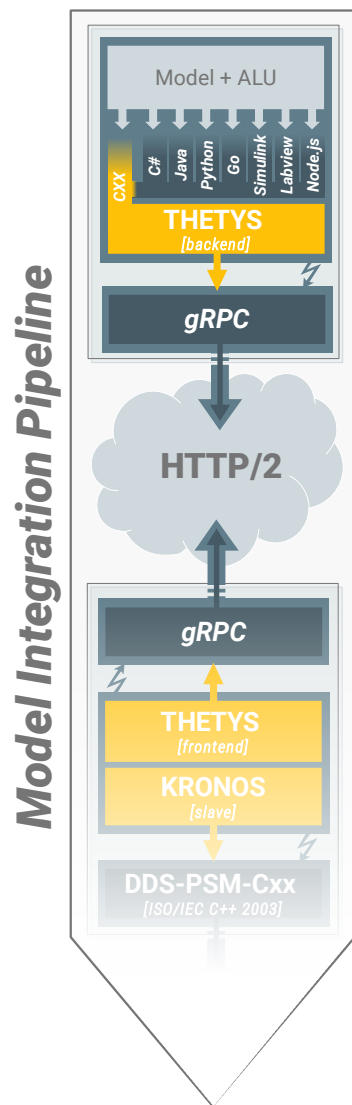 Model Integration Pipeline
Model + ALU
CXX
C#
Java
Python
Go
Simulink
Labview
Node.js
THETYS
[backend]
gRPC
HTTP/2
gRPC
THETYS
[frontend]
KRONOS
[slave]
DDS-PSM-Cxx
[ISO/IEC C++ 2003]